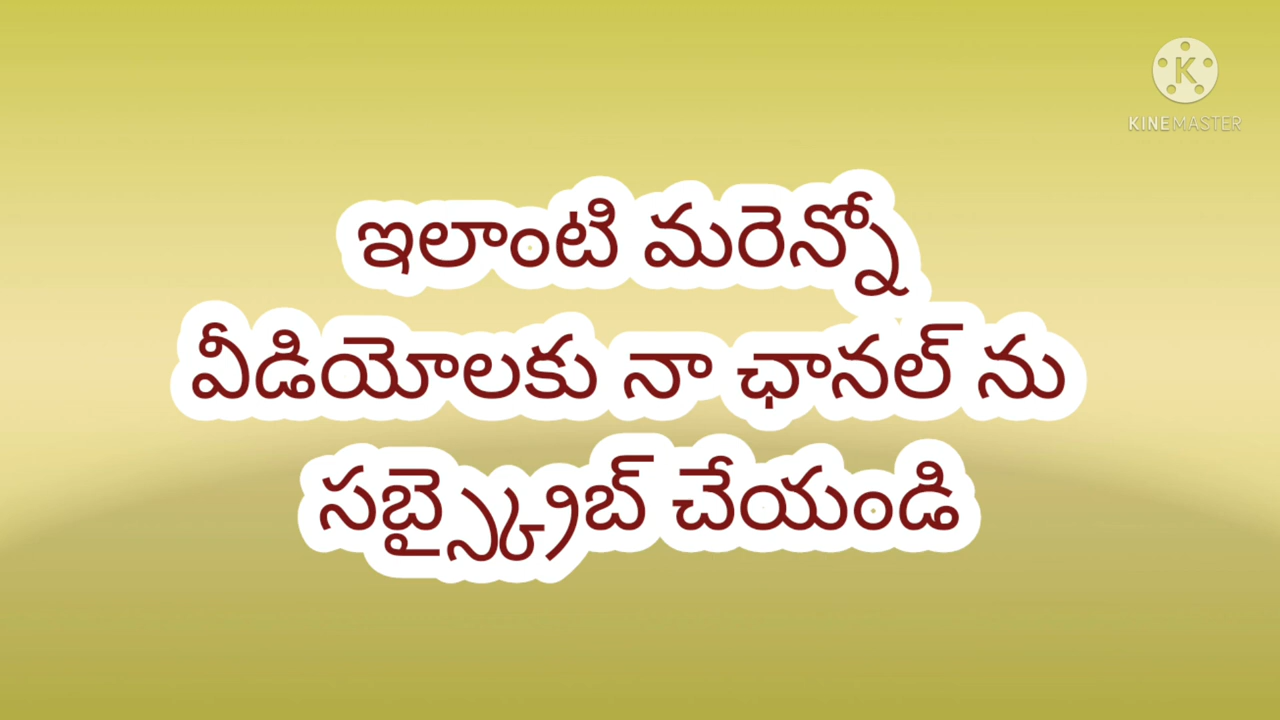 KINEMASTER
ఇలాంటి మరెన్నో
వీడియోలకు నా ఛానల్ ను
సబ్స్క్రైబ్ చేయండి